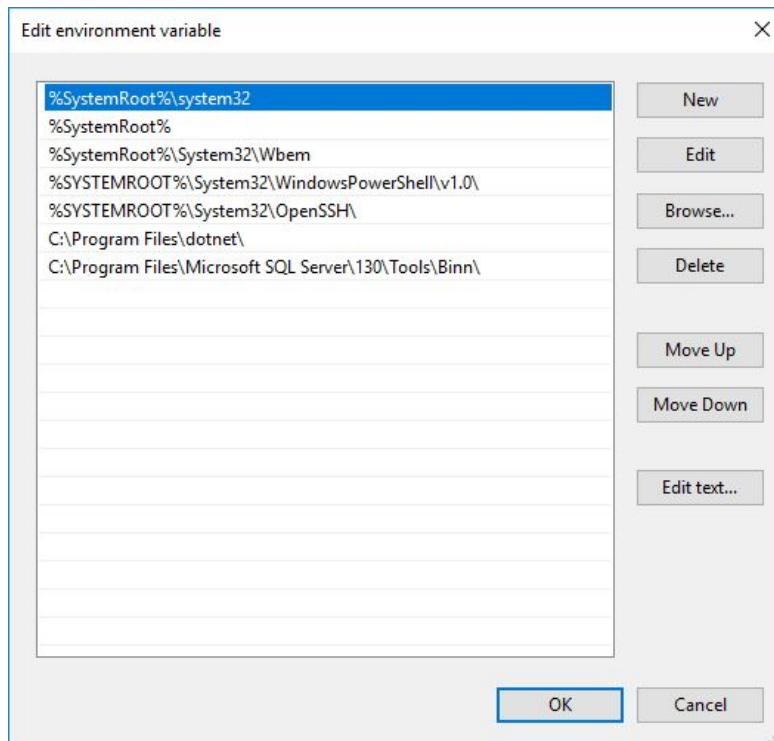 Edit environment variable
%SystemRoot%\system32
%SystemRoot%
%SystemRoot%\System32\Wbem
%SYSTEMROOT%\System32\WindowsPowerShell\v1.0\
%SYSTEMROOT%\System32\OpenSSH\
C:\Program Files\dotnet\
C:\Program Files\Microsoft SQL Server\130\Tools\Binn\
New
Edit
Browse...
Delete
Move Up
Move Down
Edit text...
OK
Cancel